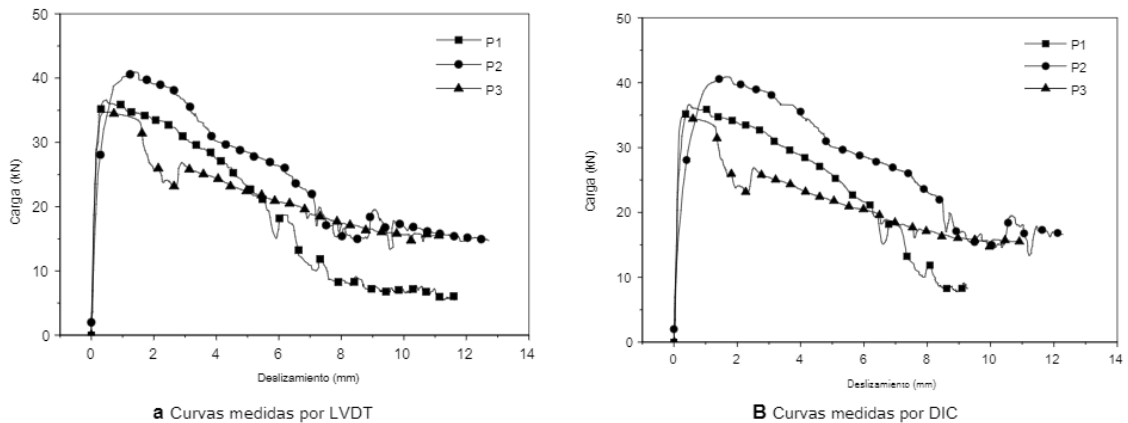 50
40
30
20
10
0
Carga (kN)
P1
P2
P3
0 2 4 6 8 10 12 14
Deslizamiento (mm)
a Curvas medidas por LVDT
50
40
30
20
10
0
Carga (kN)
P1
P2
P3
0 2 4 6 8 10 12 14
Deslizamiento (mm)
B Curvas medidas por DIC